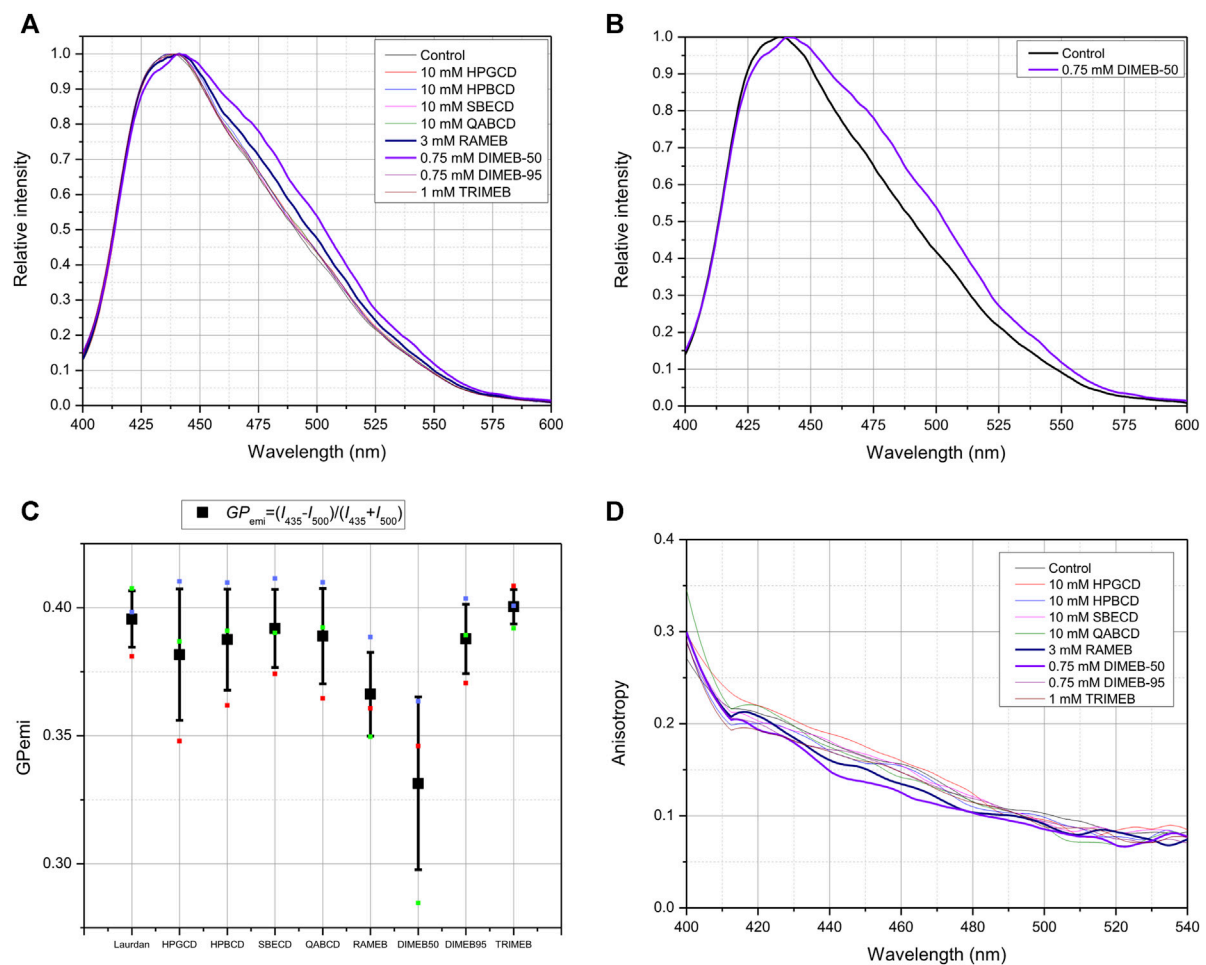 A
1.0
0.9
0.8
0.7
0.6
0.5
0.4
0.3
0.2
0.1
0.0
Relative intensity
400 425 450 475 500 525 550 575 600
Wavelength (nm)
Control
10 mM HPGCD
10 mM HPBCD
10 mM SBECD
10 mM QABCD
3 mM RAMEB
0.75 mM DIMEB-50
0.75 mM DIMEB-95
1 mM TRIMEB
B
1.0
0.9
0.8
0.7
0.6
0.5
0.4
0.3
0.2
0.1
0.0
Relative intensity
400 425 450 475 500 525 550 575 600
Wavelength (nm)
Control
0.75 mM DIMEB-50
C
GPemi=(I435-I500)/(I435+I500)
0.40
0.35
0.30
GPemi
Laurdan HPGCD HPBCD SBECD QABCD RAMEB DIMEB50 DIMEB95 TRIMEB
D
0.4
0.3
0.2
0.1
0.0
Anisotropy
400 420 440 460 480 500 520 540
Wavelength (nm)
Control
10 mM HPGCD
10 mM HPBCD
10 mM SBECD
10 mM QABCD
3 mM RAMEB
0.75 mM DIMEB-50
0.75 mM DIMEB-95
1 mM TRIMEB